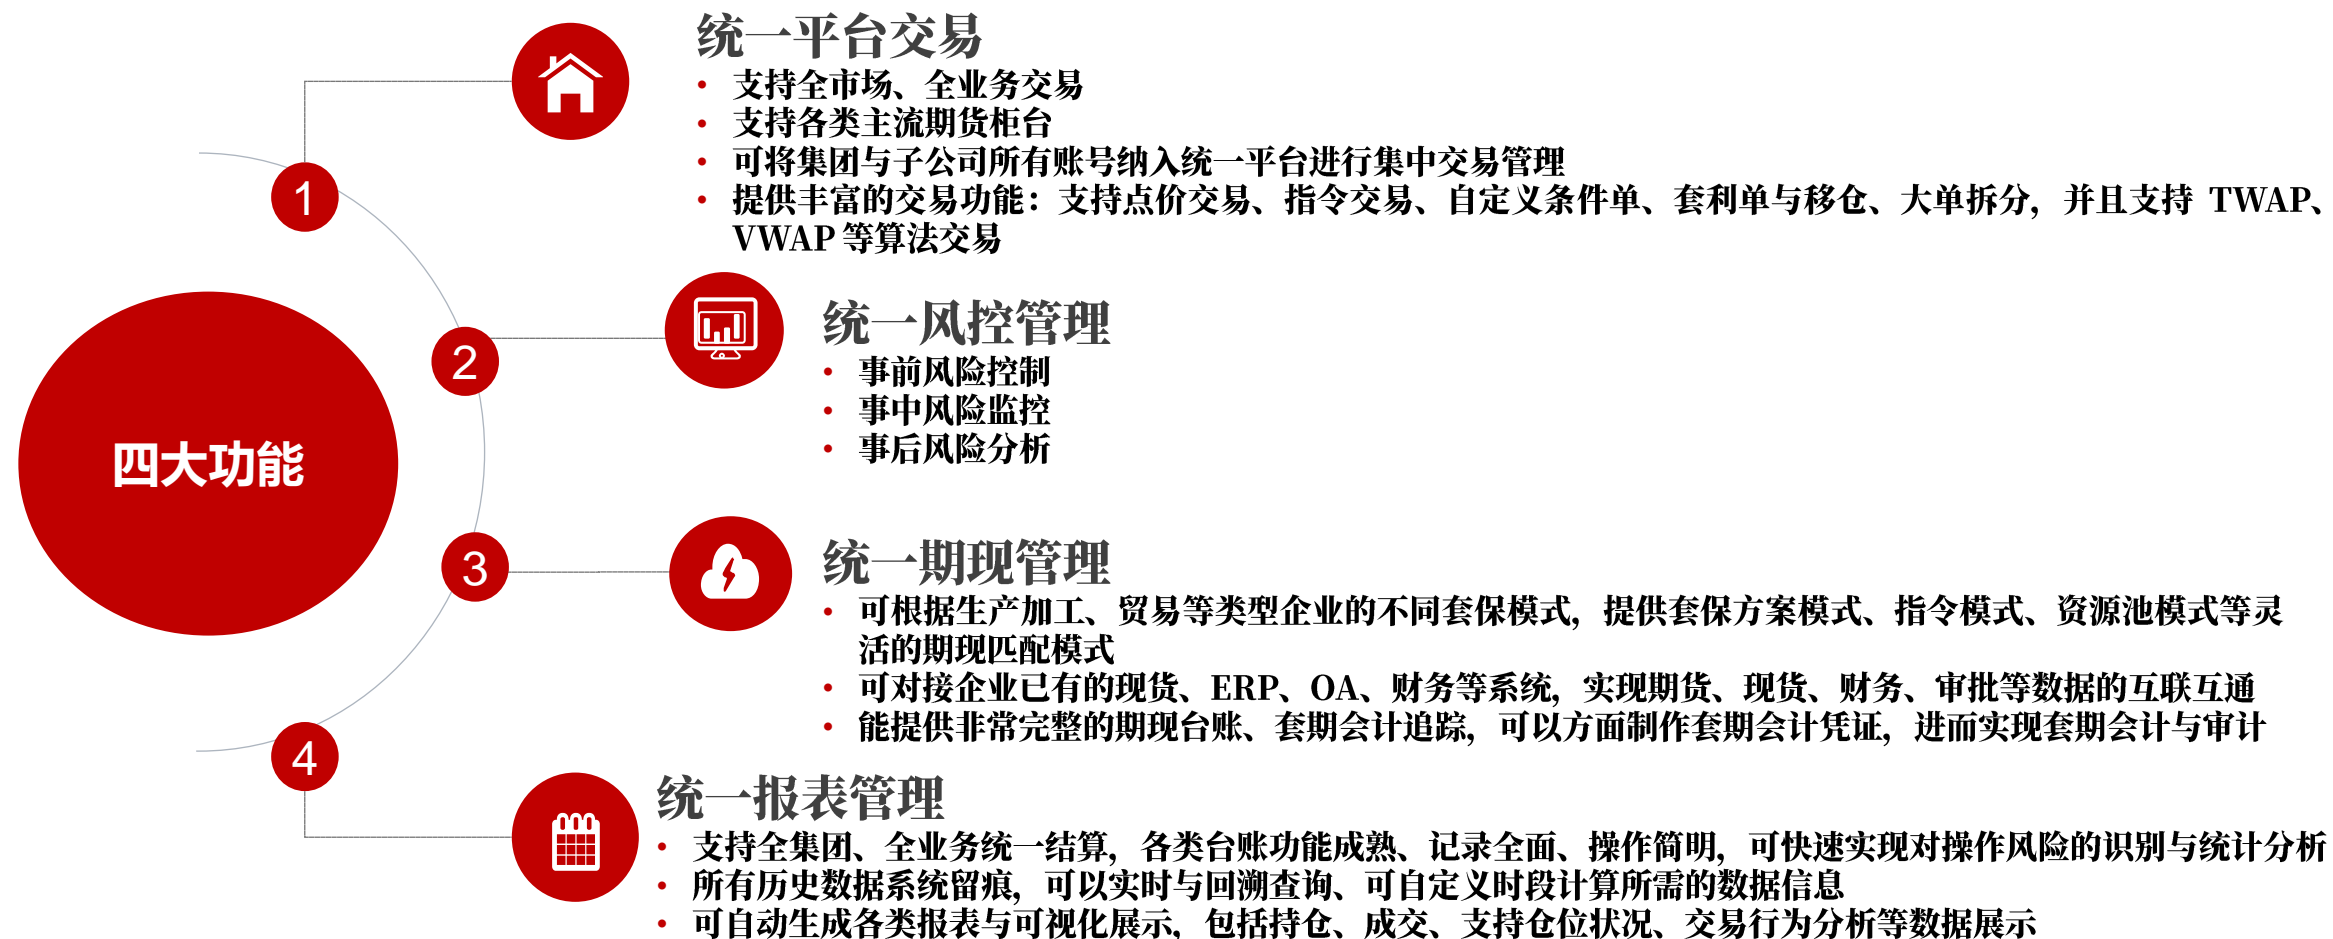 统一平台交易
• 支持全市场、全业务交易
• 支持各类主流期货柜台
• 可将集团与子公司所有账号纳入统一平台进行集中交易管理
• 提供丰富的交易功能：支持点价交易、指令交易、自定义条件单、套利单与移仓、大单拆分，并且支持 TWAP、
VWAP 等算法交易
1
统一风控管理
• 事前风险控制
• 事中风险监控
• 事后风险分析
2
四大功能
统一期现管理
• 可根据生产加工、贸易等类型企业的不同套保模式，提供套保方案模式、指令模式、资源池模式等灵
活的期现匹配模式
• 可对接企业已有的现货、ERP、OA、财务等系统，实现期货、现货、财务、审批等数据的互联互通
• 能提供非常完整的期现台账、套期会计追踪，可以方面制作套期会计凭证，进而实现套期会计与审计
3
统一报表管理
• 支持全集团、全业务统一结算，各类台账功能成熟、记录全面、操作简明，可快速实现对操作风险的识别与统计分析
• 所有历史数据系统留痕，可以实时与回溯查询、可自定义时段计算所需的数据信息
• 可自动生成各类报表与可视化展示，包括持仓、成交、支持仓位状况、交易行为分析等数据展示
4